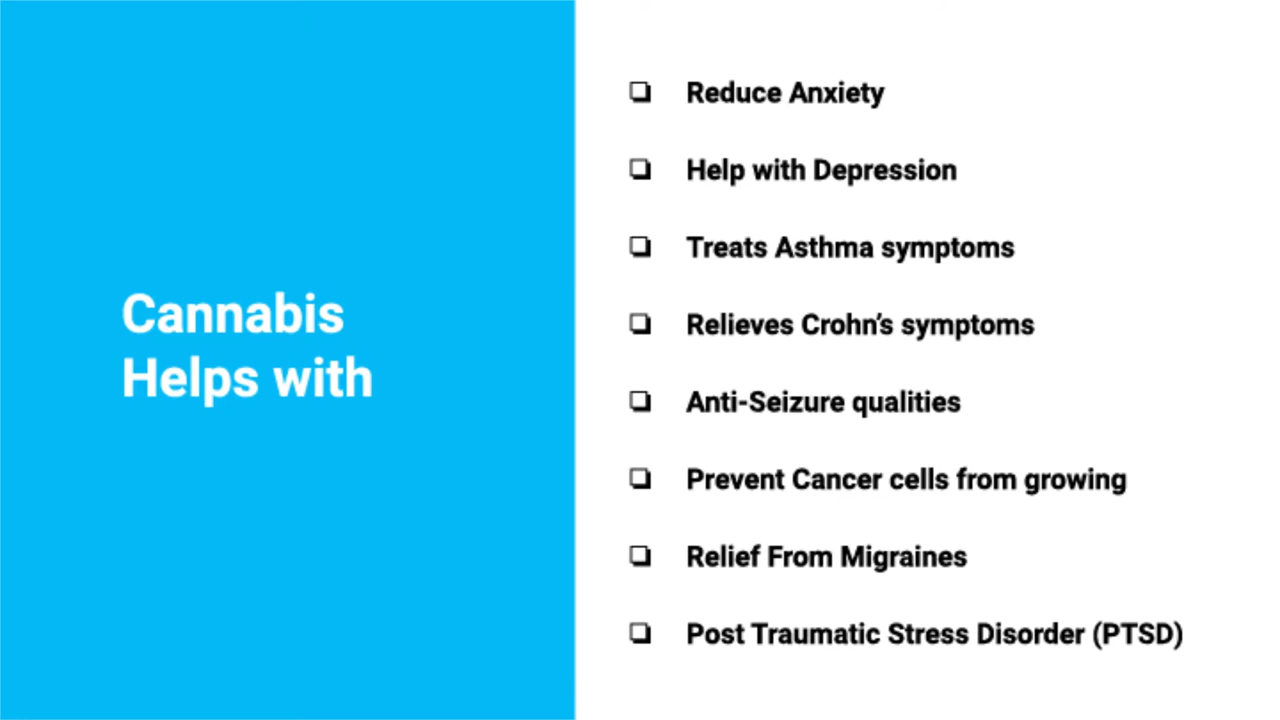 Cannabis
Helps with
Reduce Anxiety
Help with Depression
Treats Asthma symptoms
Relieves Crohn’s symptoms
Anti-Seizure qualities
Prevent Cancer cells from growing
Relief From Migraines
Post Traumatic Stress Disorder (PTSD)